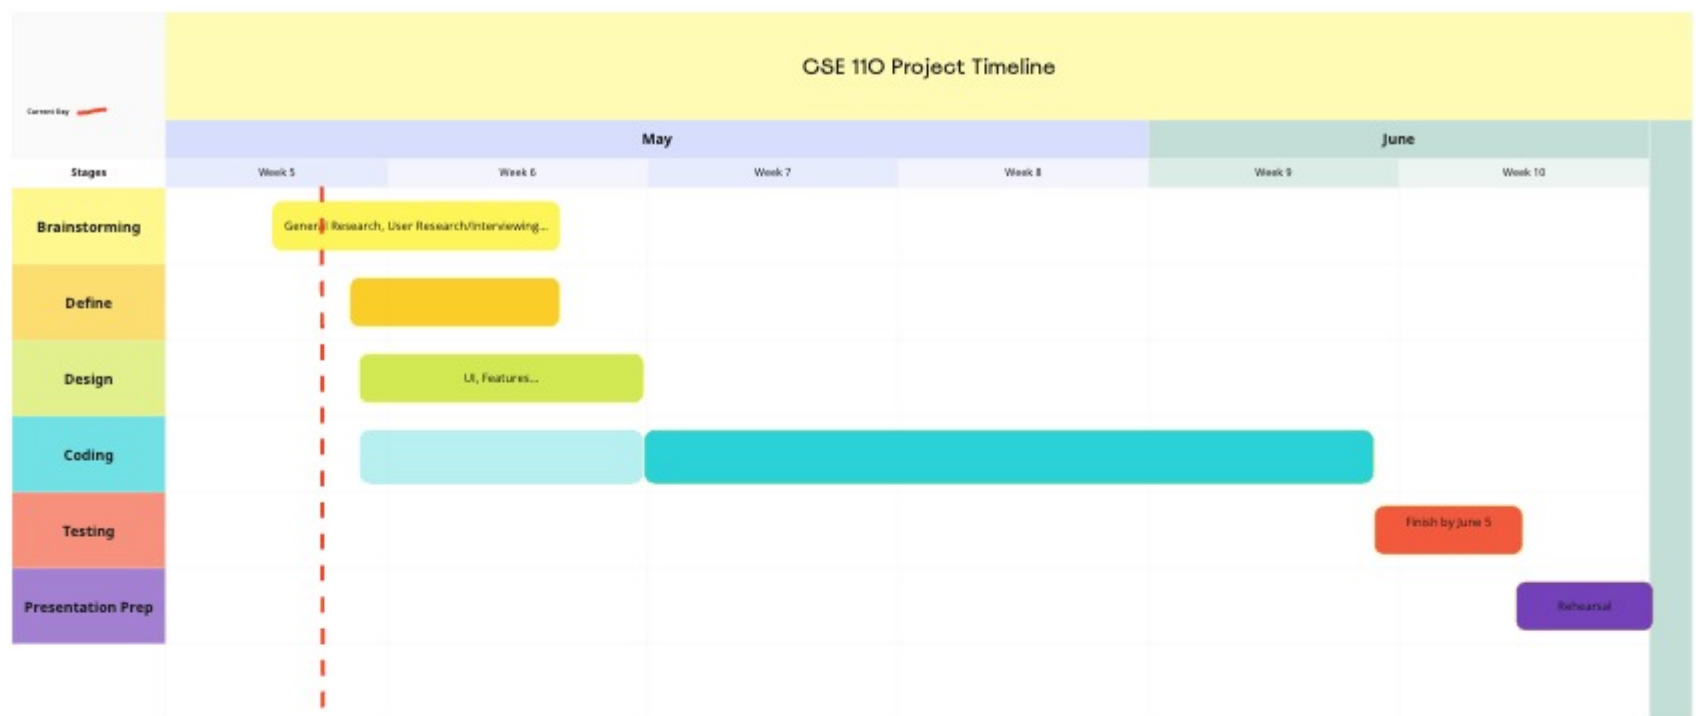 CSE 110 Project Timeline
Current Day
May
June
Stages
Week 5
Week 6
Week 7
Week 8
Week 9
Week 10
Brainstorming
General Research, User Research/Interviewing...
Define
Design
UI, Features...
Coding
Testing
Finish by June 5
Presentation Prep
Rehearsal